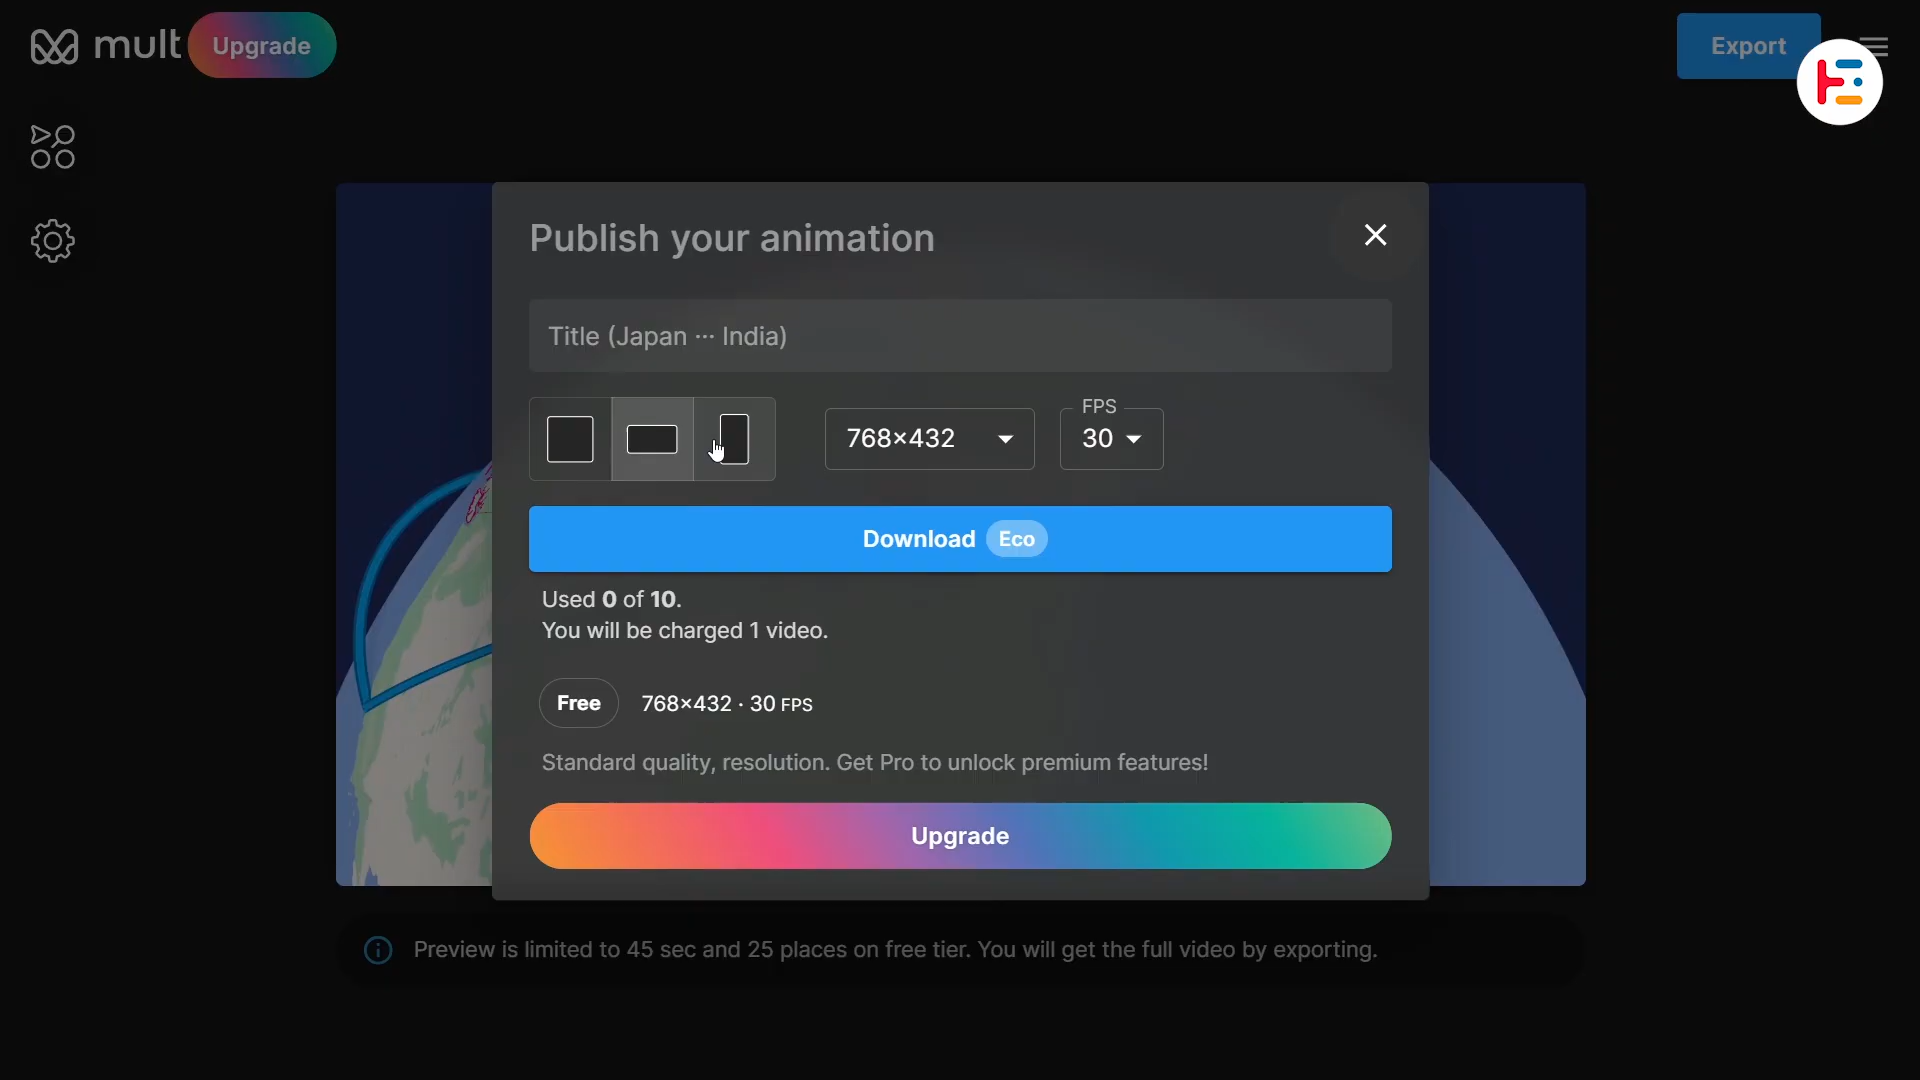 mult
Upgrade
Export
Publish your animation
Title (Japan ··· India)
768×432
FPS
30
Download Eco
Used 0 of 10.
You will be charged 1 video.
Free 768×432 · 30 FPS
Standard quality, resolution. Get Pro to unlock premium features!
Upgrade
Preview is limited to 45 sec and 25 places on free tier. You will get the full video by exporting.